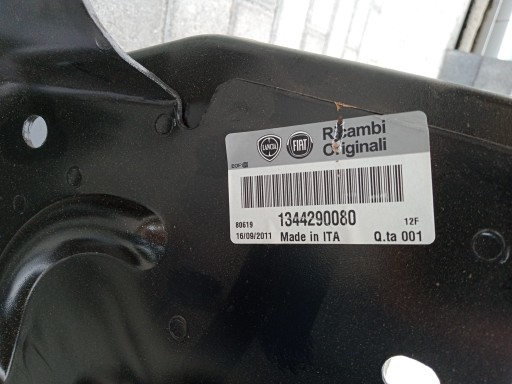 Ricambi
LANCIA FIAT Originali
1344290080
80619 12F
16/09/2011 Made in ITA Q.ta 001